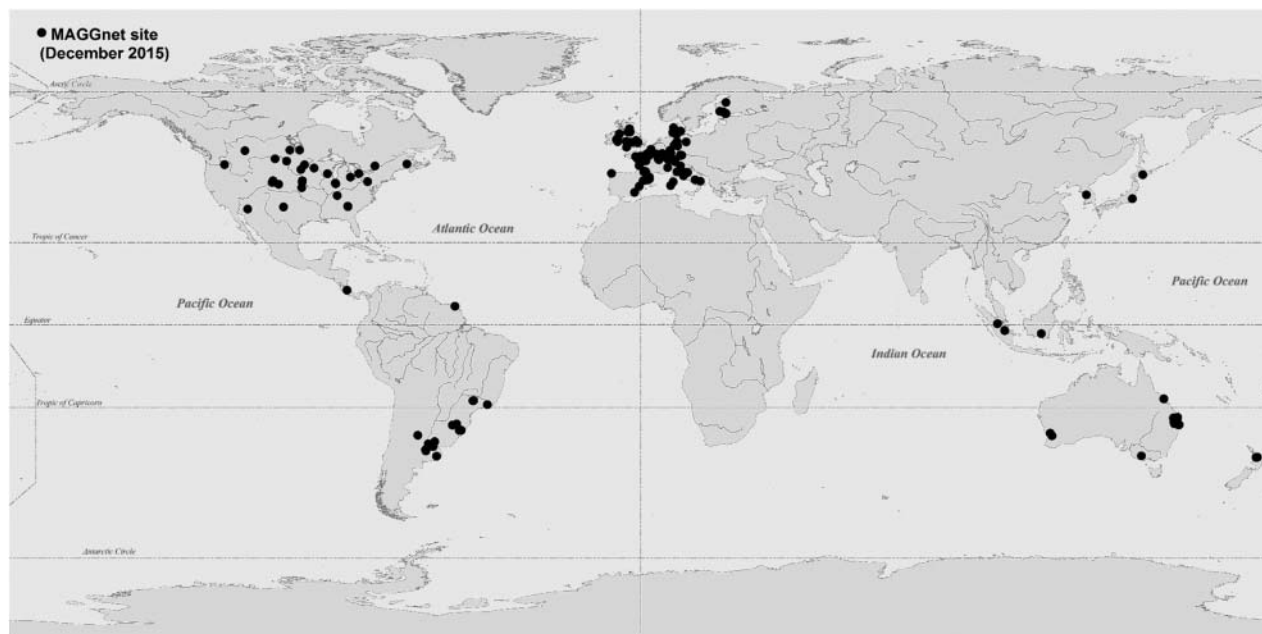 MAGGnet site
(December 2015)
Arctic Circle
Atlantic Ocean
Tropic of Cancer
Pacific Ocean
Pacific Ocean
Equator
Indian Ocean
Tropic of Capricorn
Antarctic Circle